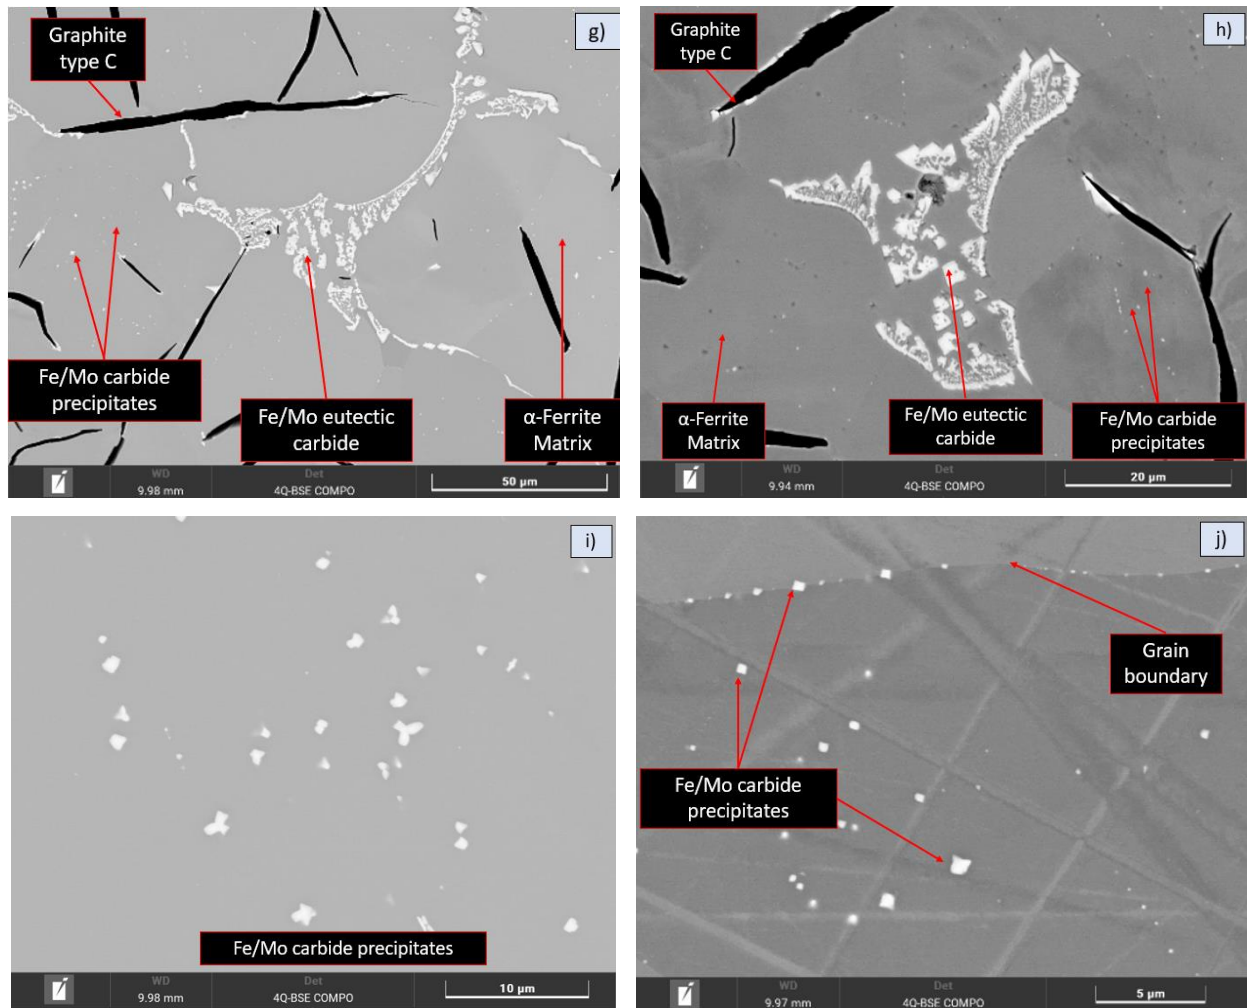 g)
Graphite
type C
Fe/Mo carbide
precipitates
Fe/Mo eutectic
carbide
α-Ferrite
Matrix
WD
9.98 mm
Det
4Q-BSE COMPO
50 µm
h)
Graphite
type C
α-Ferrite
Matrix
Fe/Mo eutectic
carbide
Fe/Mo carbide
precipitates
WD
9.94 mm
Det
4Q-BSE COMPO
20 µm
i)
Fe/Mo carbide precipitates
WD
9.98 mm
Det
4Q-BSE COMPO
10 µm
j)
Grain
boundary
Fe/Mo carbide
precipitates
WD
9.97 mm
Det
4Q-BSE COMPO
5 µm